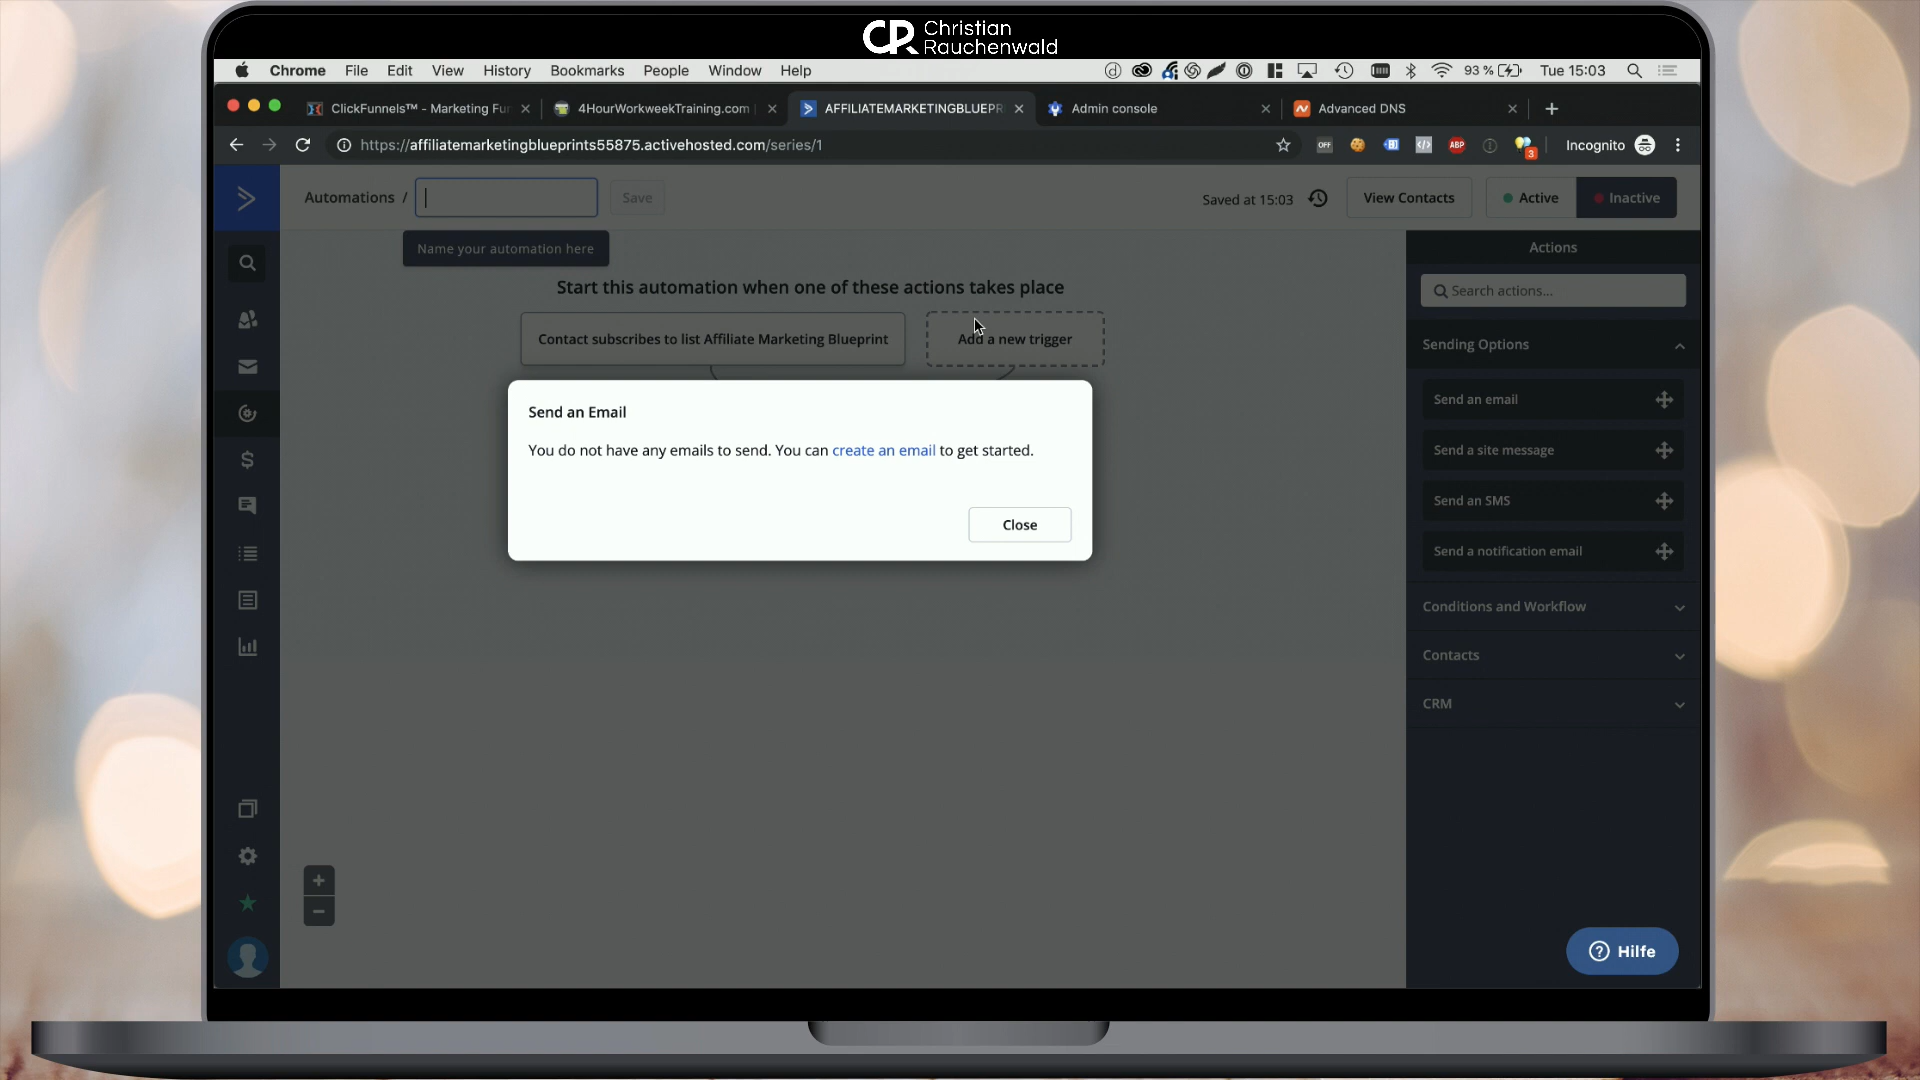 Christian
Rauchenwald
Chrome File Edit View History Bookmarks People Window Help 93 % Tue 15:03
ClickFunnels™ - Marketing Fun 4HourWorkweekTraining.com AFFILIATEMARKETINGBLUEPR Admin console Advanced DNS
https://affiliatemarketingblueprints55875.activehosted.com/series/1 OFF ABP 3 Incognito
Automations / Save Saved at 15:03 View Contacts Active Inactive
Name your automation here
Actions
Start this automation when one of these actions takes place
Search actions...
Contact subscribes to list Affiliate Marketing Blueprint Add a new trigger
Sending Options
Send an email
Send a site message
Send an SMS
Send a notification email
Conditions and Workflow
Contacts
CRM
Send an Email
You do not have any emails to send. You can create an email to get started.
Close
Hilfe